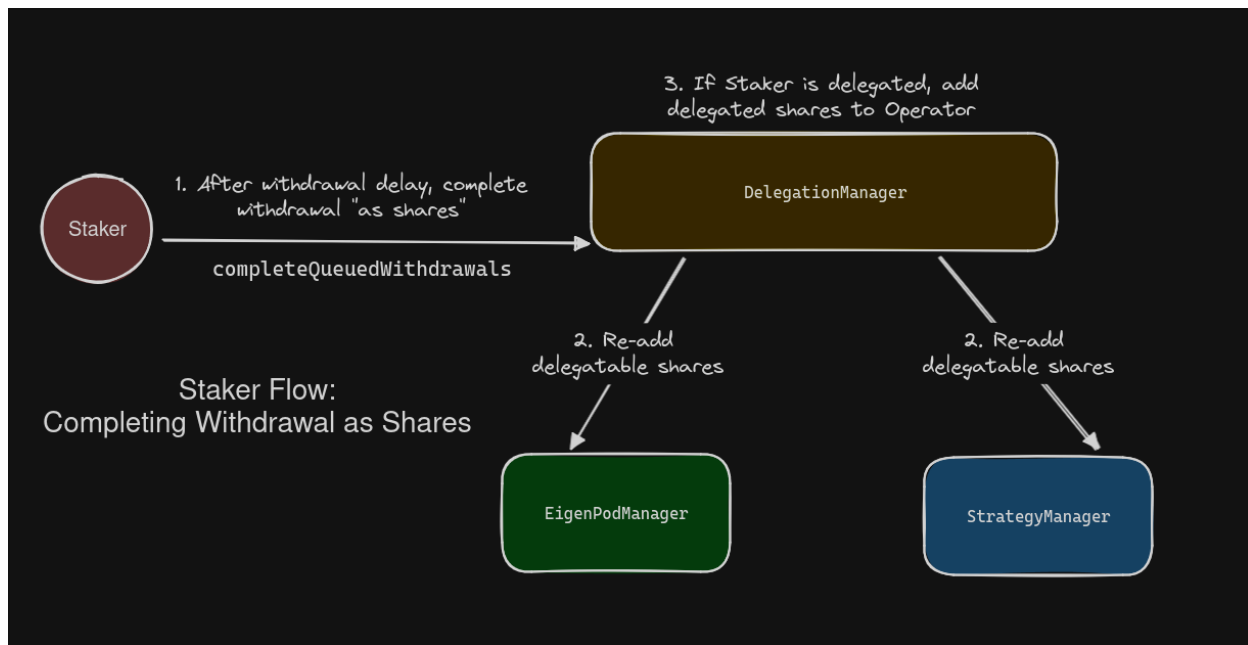 3. If Staker is delegated, add
delegated shares to Operator
DelegationManager
1. After withdrawal delay, complete
withdrawal "as shares"
Staker
completeQueuedWithdrawals
2. Re-add
delegatable shares
2. Re-add
delegatable shares
Staker Flow:
Completing Withdrawal as Shares
EigenPodManager
StrategyManager